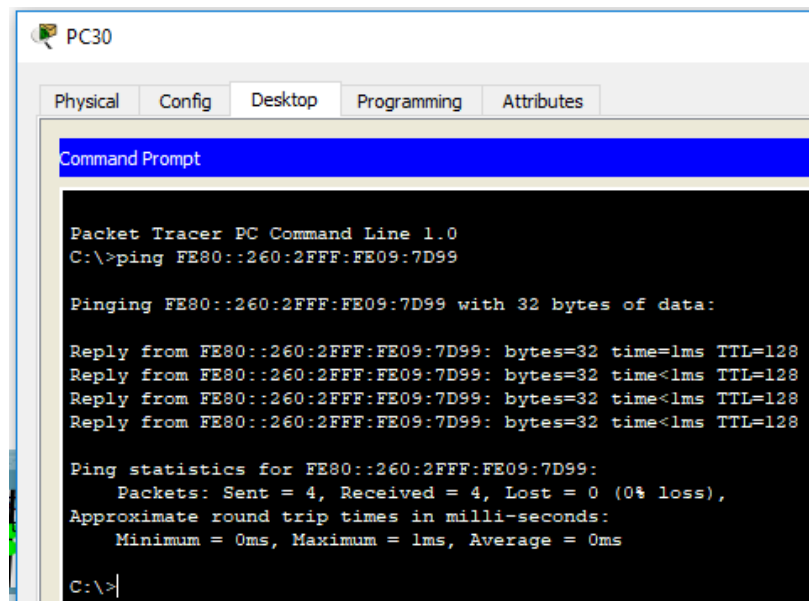 PC30
Physical Config Desktop Programming Attributes
Command Prompt
Packet Tracer PC Command Line 1.0
C:\>ping FE80::260:2FFF:FE09:7D99
Pinging FE80::260:2FFF:FE09:7D99 with 32 bytes of data:
Reply from FE80::260:2FFF:FE09:7D99: bytes=32 time=1ms TTL=128
Reply from FE80::260:2FFF:FE09:7D99: bytes=32 time<1ms TTL=128
Reply from FE80::260:2FFF:FE09:7D99: bytes=32 time<1ms TTL=128
Reply from FE80::260:2FFF:FE09:7D99: bytes=32 time<1ms TTL=128
Ping statistics for FE80::260:2FFF:FE09:7D99:
Packets: Sent = 4, Received = 4, Lost = 0 (0% loss),
Approximate round trip times in milli-seconds:
Minimum = 0ms, Maximum = 1ms, Average = 0ms
C:\>